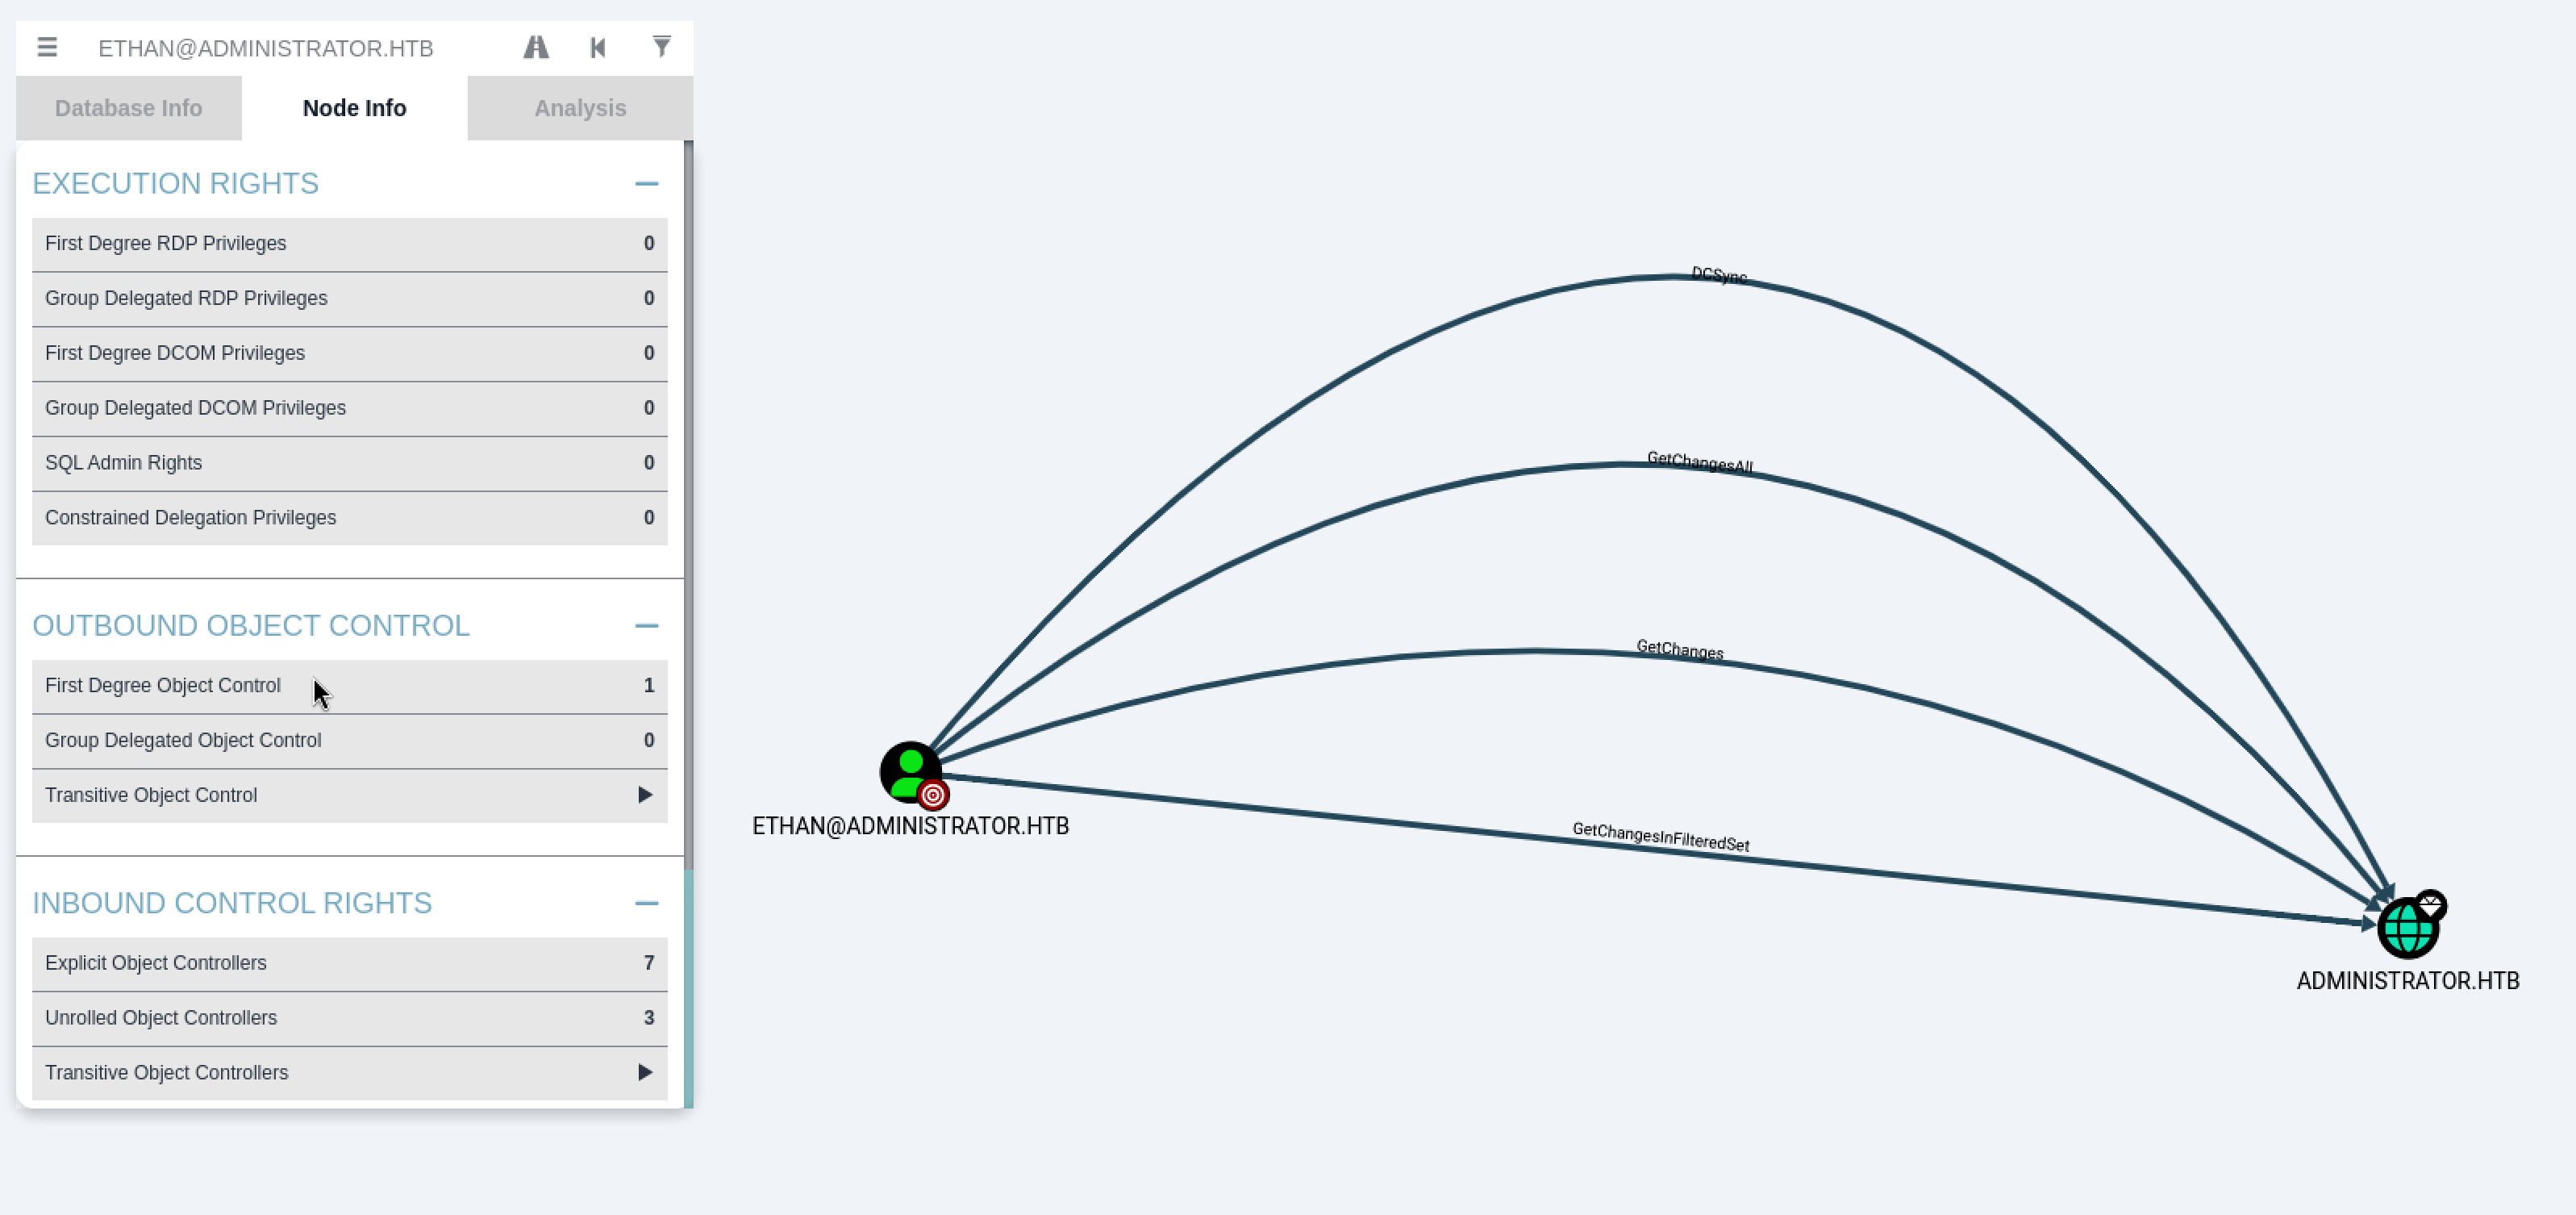 ETHAN@ADMINISTRATOR.HTB
Database Info
Node Info
Analysis
EXECUTION RIGHTS
First Degree RDP Privileges 0
Group Delegated RDP Privileges 0
First Degree DCOM Privileges 0
Group Delegated DCOM Privileges 0
SQL Admin Rights 0
Constrained Delegation Privileges 0
OUTBOUND OBJECT CONTROL
First Degree Object Control 1
Group Delegated Object Control 0
Transitive Object Control
INBOUND CONTROL RIGHTS
Explicit Object Controllers 7
Unrolled Object Controllers 3
Transitive Object Controllers
DCSync
GetChangesAll
GetChanges
GetChangesInFilteredSet
ETHAN@ADMINISTRATOR.HTB
ADMINISTRATOR.HTB